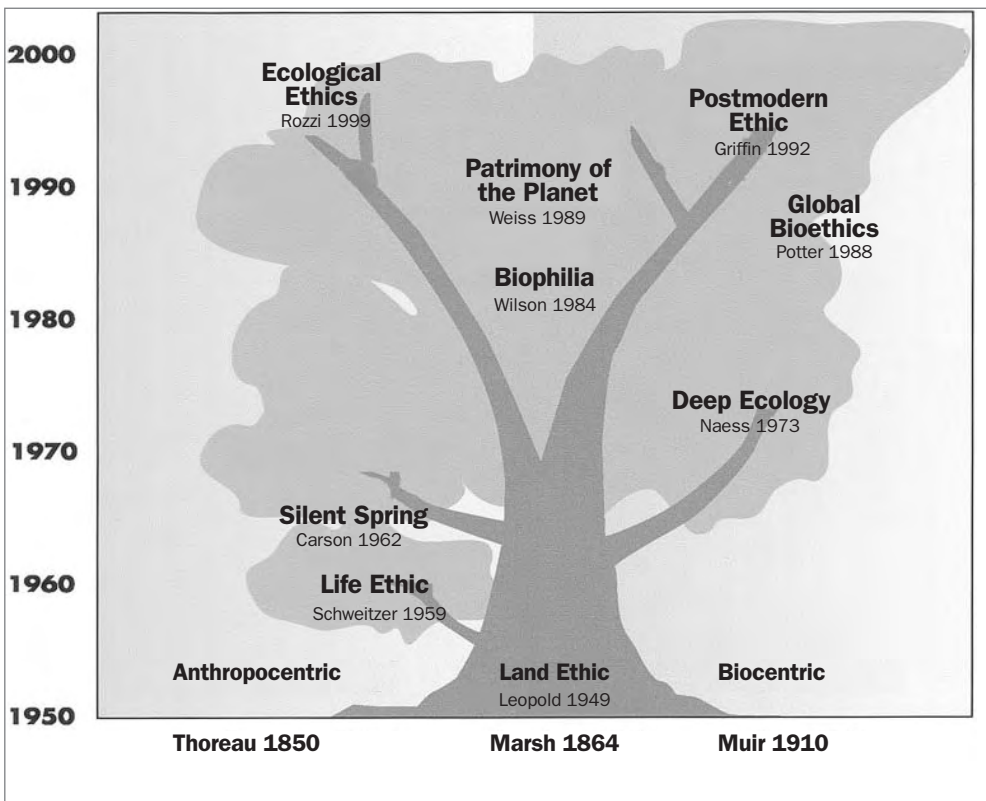 2000
Ecological
Ethics
Rozzi 1999
Postmodern
Ethic
Griffin 1992
Patrimony of
the Planet
Weiss 1989
1990
Global
Bioethics
Potter 1988
Biophilia
Wilson 1984
1980
Deep Ecology
Naess 1973
1970
Silent Spring
Carson 1962
1960
Life Ethic
Schweitzer 1959
Anthropocentric
Land Ethic
Leopold 1949
Biocentric
1950
Thoreau 1850
Marsh 1864
Muir 1910